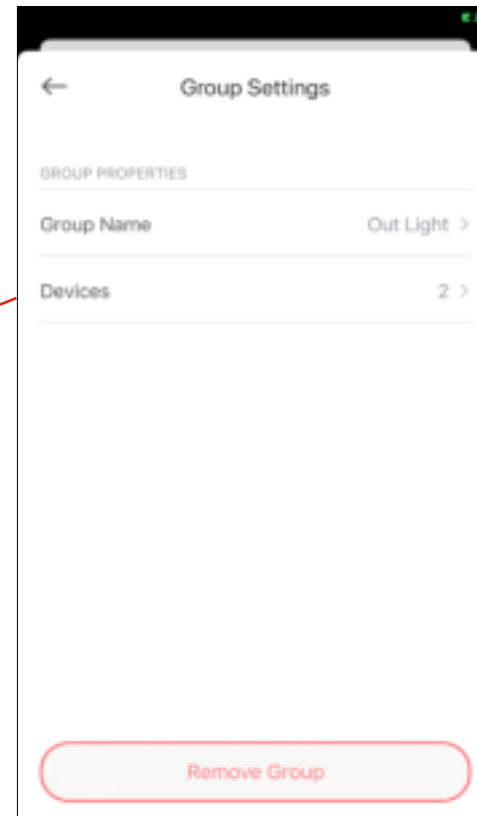 Group Settings
GROUP PROPERTIES
Group Name Out Light >
Devices 2 >
Remove Group